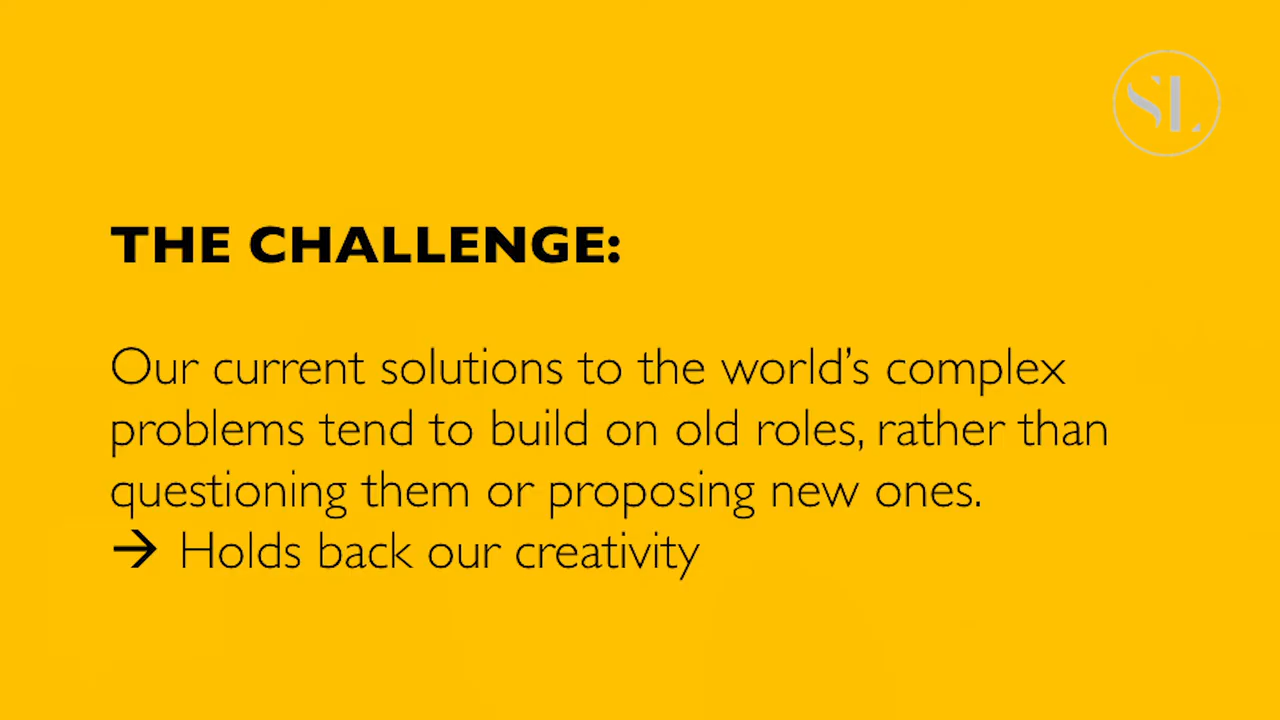 SL
THE CHALLENGE:
Our current solutions to the world’s complex
problems tend to build on old roles, rather than
questioning them or proposing new ones.
→ Holds back our creativity